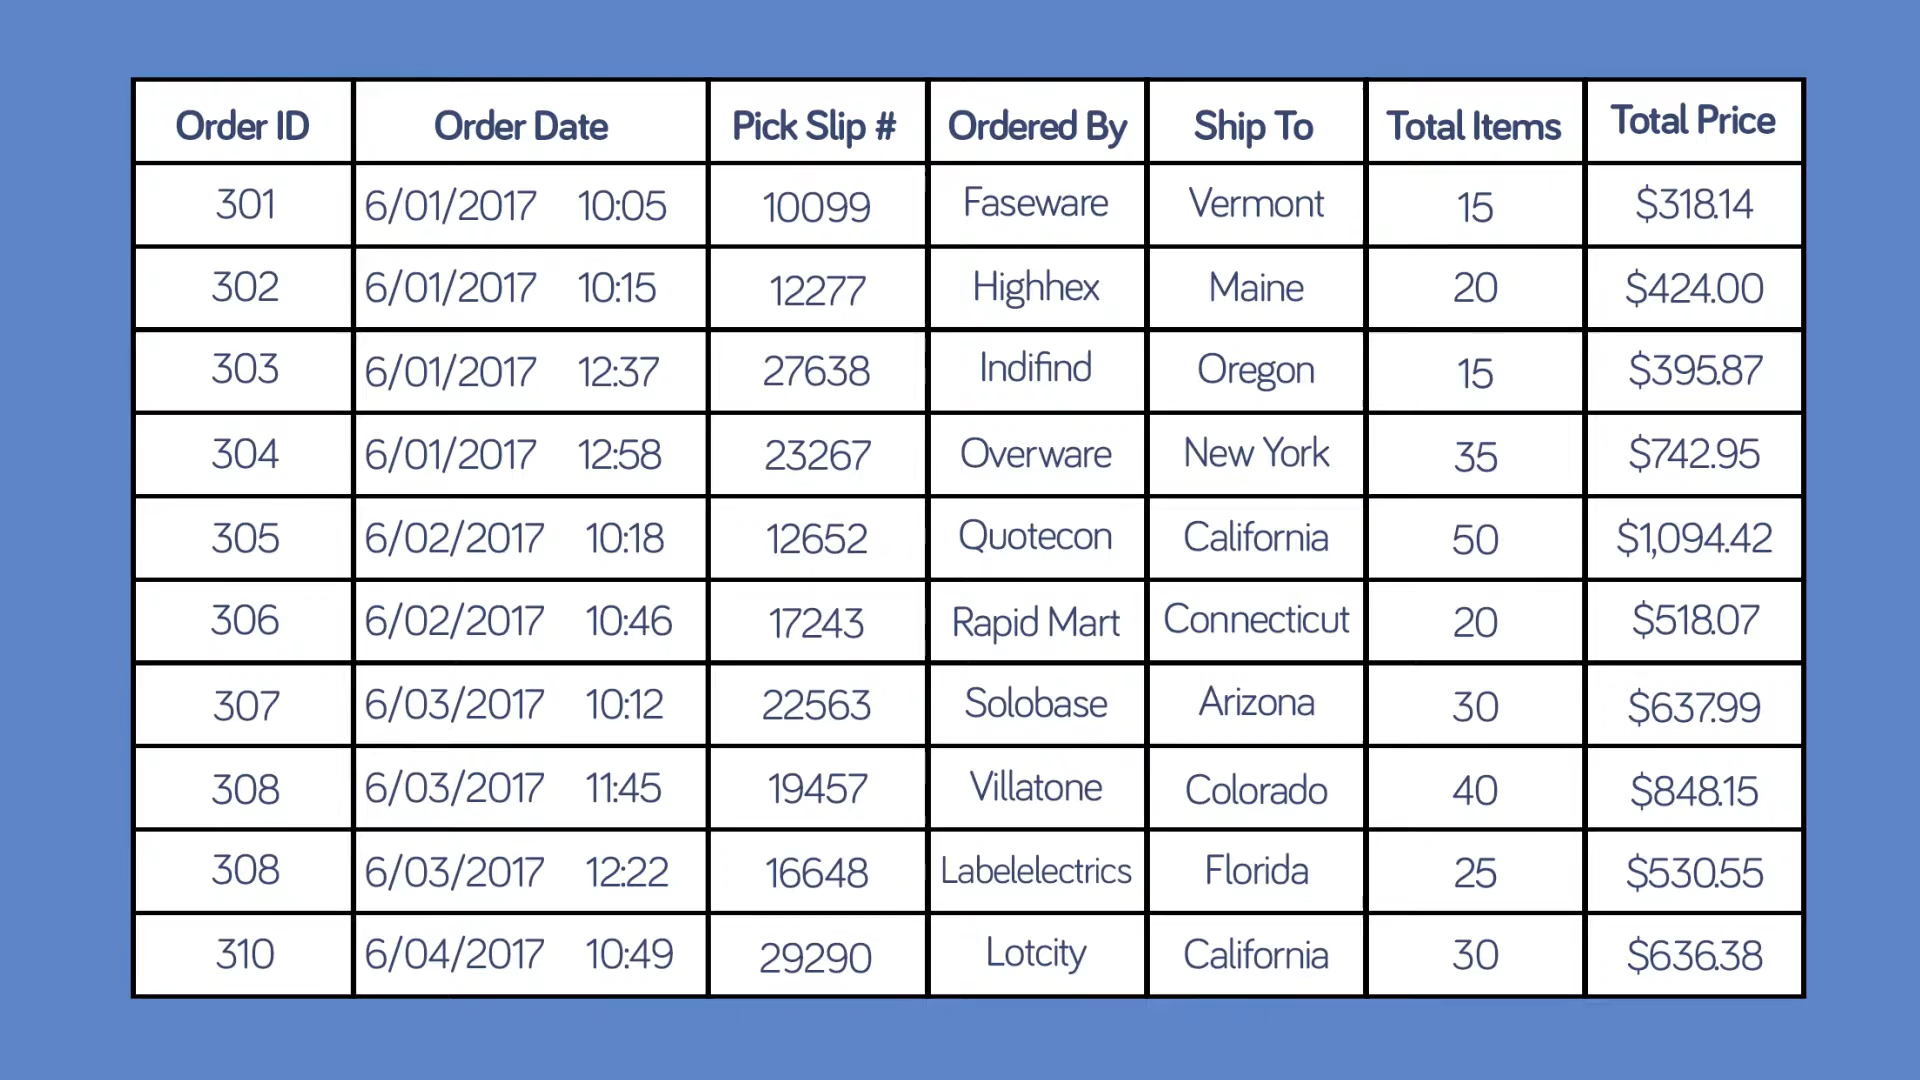 Order ID Order Date Pick Slip # Ordered By Ship To Total Items Total Price
301 6/01/2017 10:05 10099 Faseware Vermont 15 $318.14
302 6/01/2017 10:15 12277 Highhex Maine 20 $424.00
303 6/01/2017 12:37 27638 Indifind Oregon 15 $395.87
304 6/01/2017 12:58 23267 Overware New York 35 $742.95
305 6/02/2017 10:18 12652 Quotecon California 50 $1,094.42
306 6/02/2017 10:46 17243 Rapid Mart Connecticut 20 $518.07
307 6/03/2017 10:12 22563 Solobase Arizona 30 $637.99
308 6/03/2017 11:45 19457 Villatone Colorado 40 $848.15
308 6/03/2017 12:22 16648 Labelelectrics Florida 25 $530.55
310 6/04/2017 10:49 29290 Lotcity California 30 $636.38